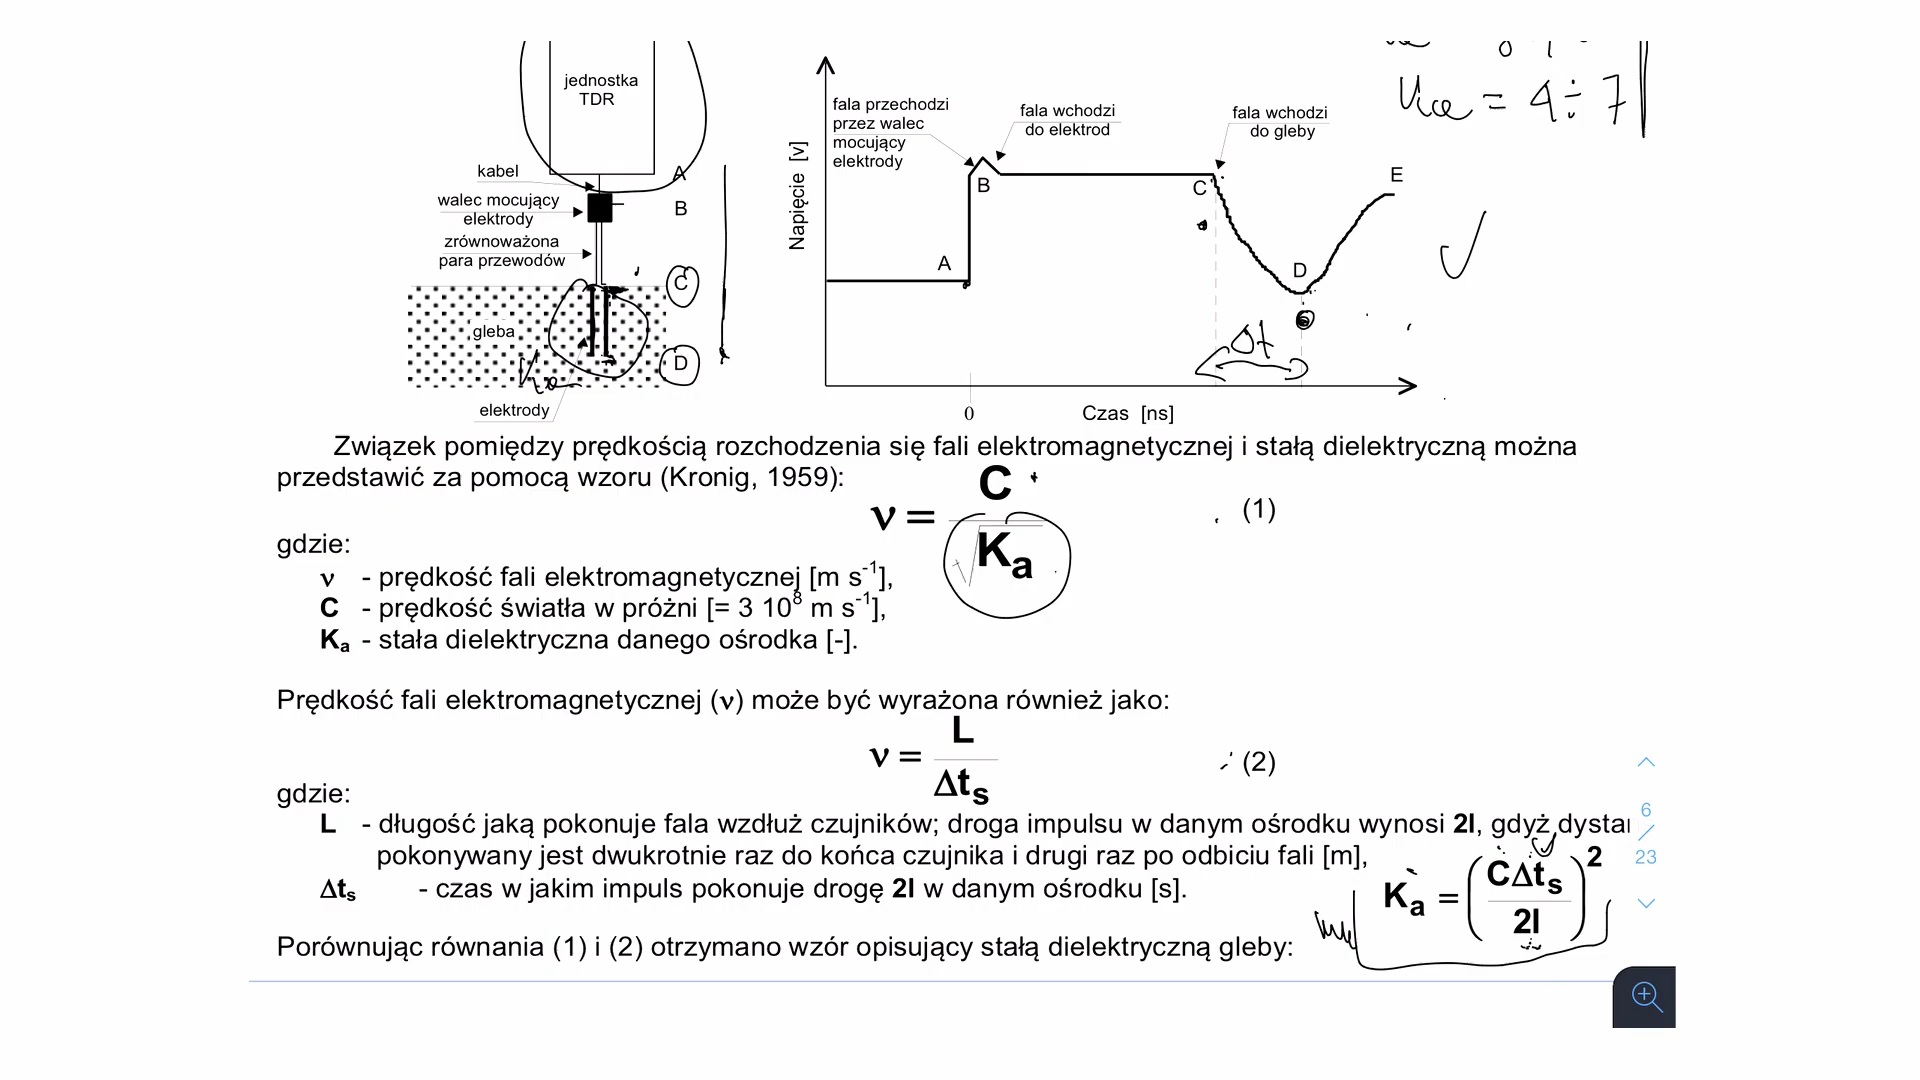 jednostka
TDR
kabel
A
walec mocujący
elektrody
B
zrównoważona
para przewodów
C
gleba
D
elektrody
Napięcie [v]
fala przechodzi
przez walec
mocujący
elektrody
fala wchodzi
do elektrod
fala wchodzi
do gleby
A
B
C
D
E
Δt
0
Czas [ns]
= 4 ÷ 7
Związek pomiędzy prędkością rozchodzenia się fali elektromagnetycznej i stałą dielektryczną można
przedstawić za pomocą wzoru (Kronig, 1959):
ν = C / √Ka (1)
gdzie:
ν - prędkość fali elektromagnetycznej [m s⁻¹],
C - prędkość światła w próżni [= 3 10⁸ m s⁻¹],
Ka - stała dielektryczna danego ośrodka [-].
Prędkość fali elektromagnetycznej (ν) może być wyrażona również jako:
ν = L / Δts (2)
gdzie:
L - długość jaką pokonuje fala wzdłuż czujników; droga impulsu w danym ośrodku wynosi 2l, gdyż dystan
pokonywany jest dwukrotnie raz do końca czujnika i drugi raz po odbiciu fali [m],
Δts - czas w jakim impuls pokonuje drogę 2l w danym ośrodku [s].
Porównując równania (1) i (2) otrzymano wzór opisujący stałą dielektryczną gleby:
Ka = (CΔts / 2l)²
6
/
23